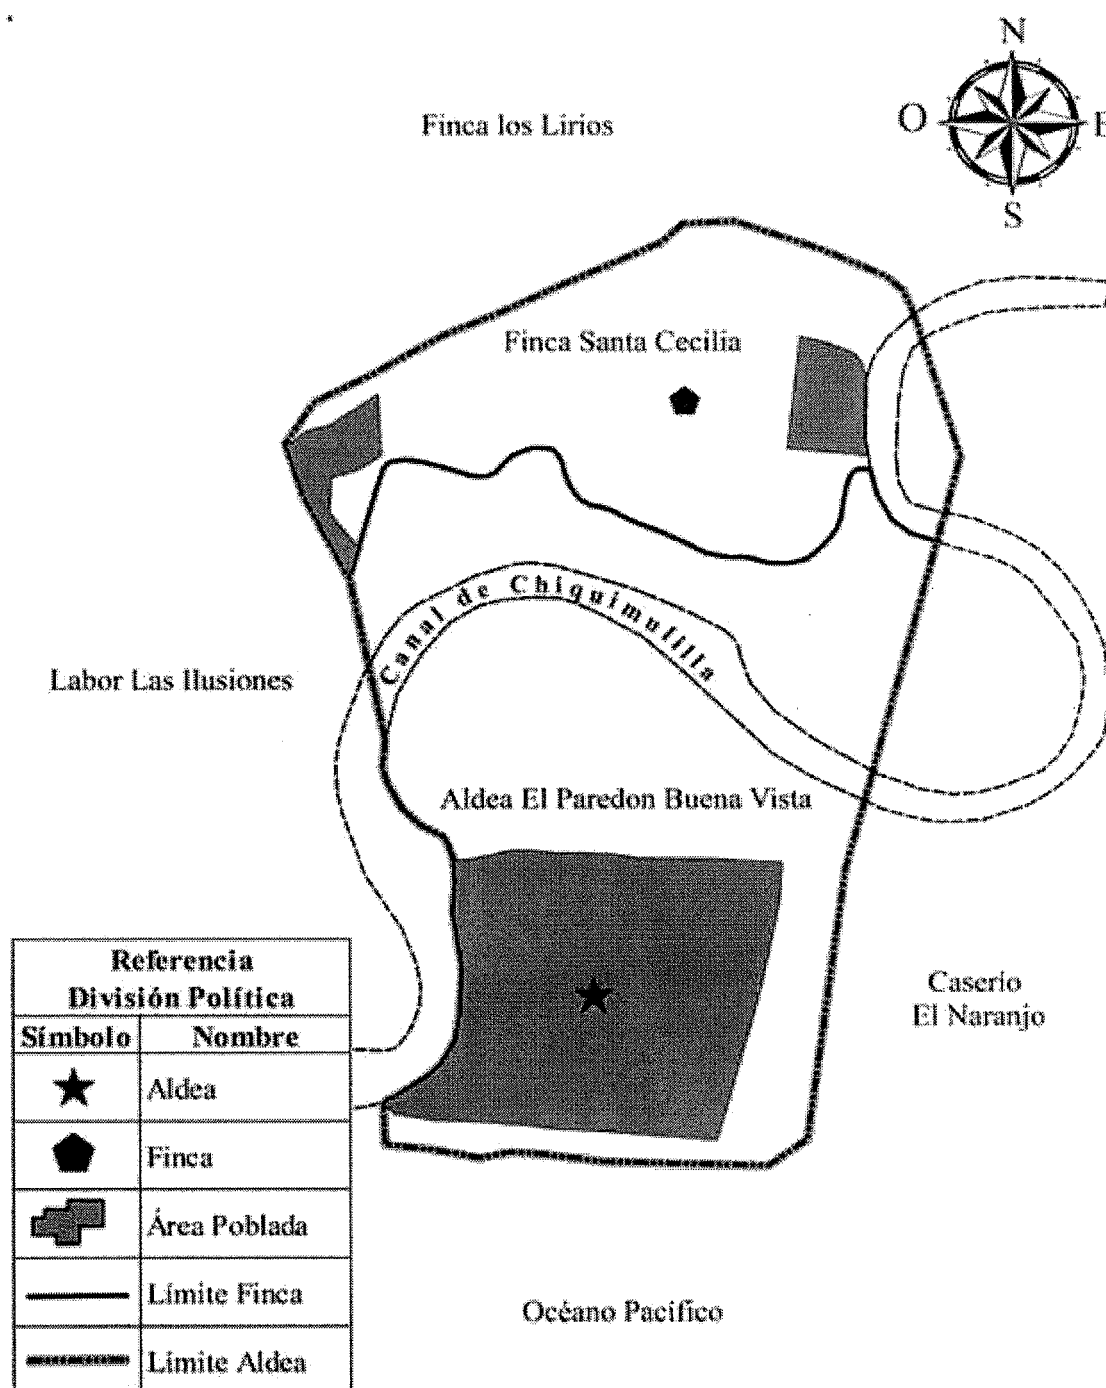 N
Finca los Lirios
O
E
S
Finca Santa Cecilia
Canal de Chiquimulilla
Labor Las Ilusiones
Aldea El Paredon Buena Vista
Caserío
El Naranjo
Referencia
División Política
Símbolo Nombre
Aldea
Finca
Área Poblada
Límite Finca
Límite Aldea
Océano Pacífico